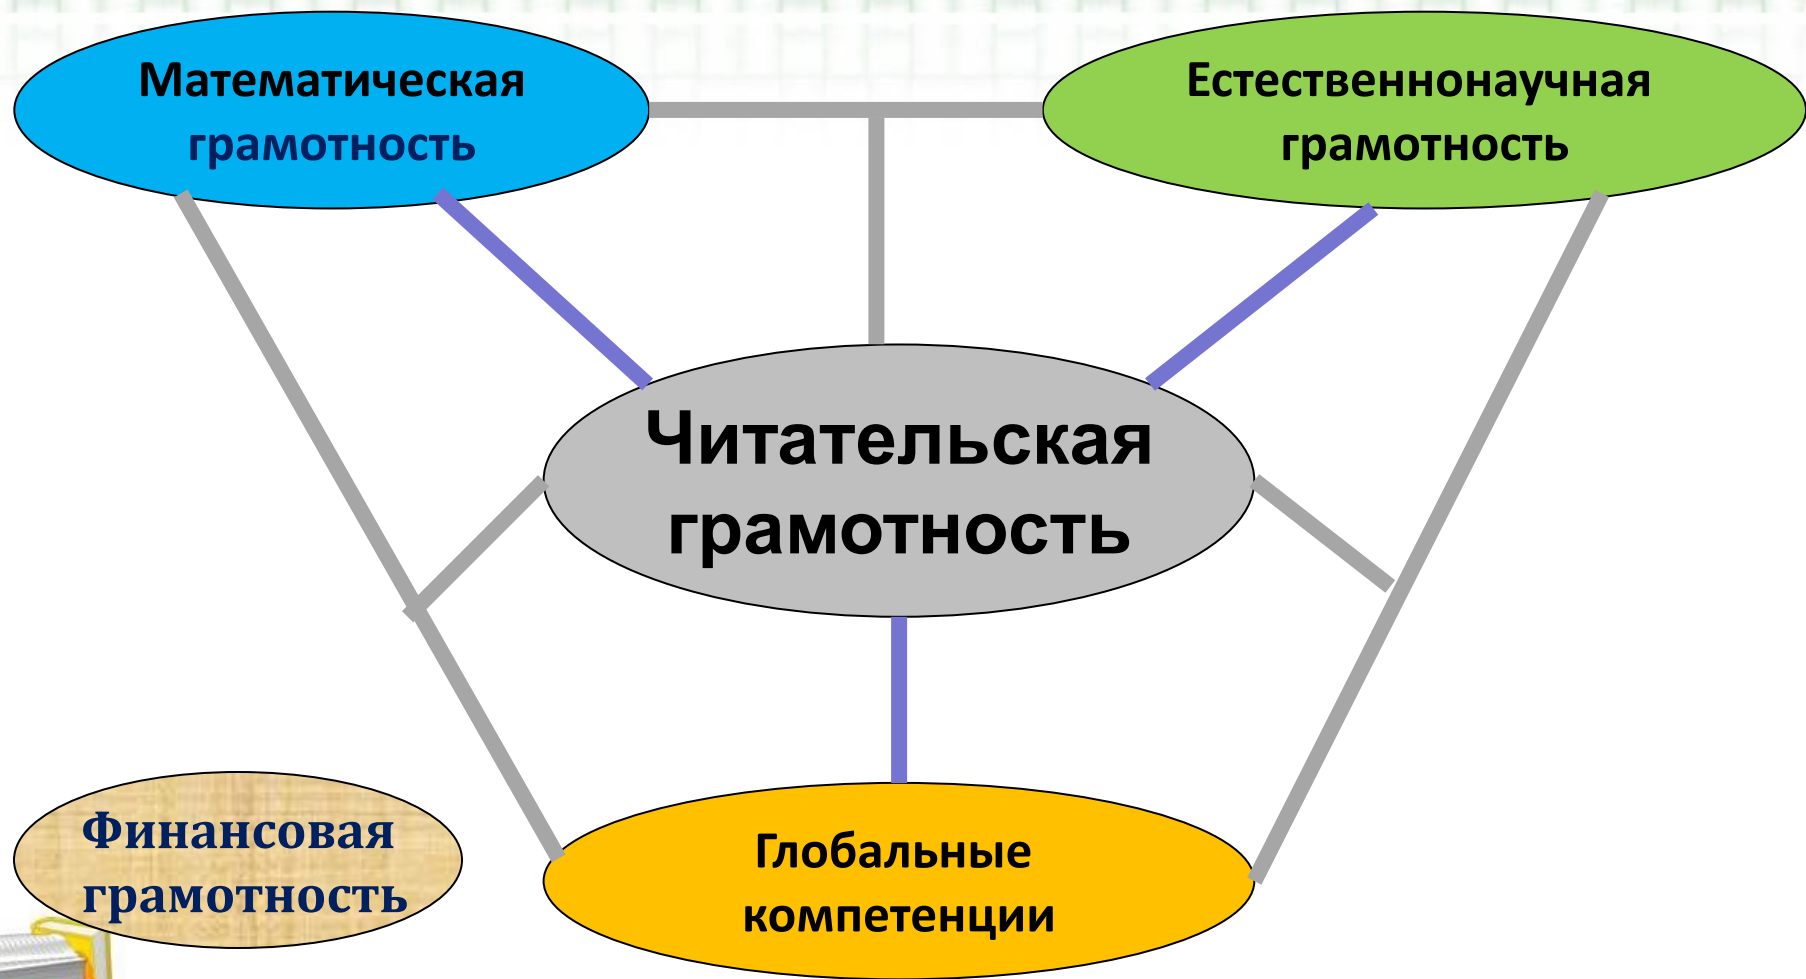 Математическая
грамотность
Естественнонаучная
грамотность
Читательская
грамотность
Финансовая
грамотность
Глобальные
компетенции